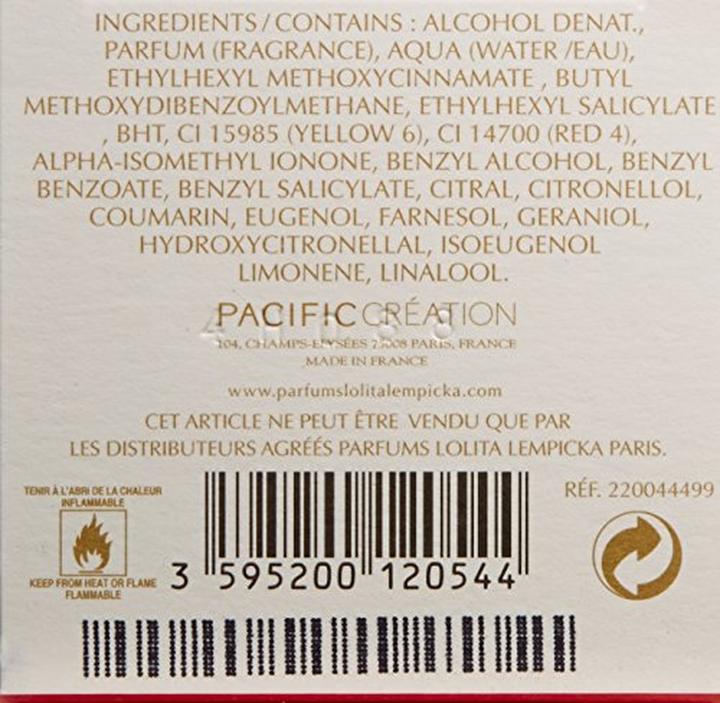 INGREDIENTS / CONTAINS : ALCOHOL DENAT.,
PARFUM (FRAGRANCE), AQUA (WATER /EAU),
ETHYLHEXYL METHOXYCINNAMATE , BUTYL
METHOXYDIBENZOYLMETHANE, ETHYLHEXYL SALICYLATE
, BHT, CI 15985 (YELLOW 6), CI 14700 (RED 4),
ALPHA-ISOMETHYL IONONE, BENZYL ALCOHOL, BENZYL
BENZOATE, BENZYL SALICYLATE, CITRAL, CITRONELLOL,
COUMARIN, EUGENOL, FARNESOL, GERANIOL,
HYDROXYCITRONELLAL, ISOEUGENOL
LIMONENE, LINALOOL.
PACIFIC CRÉATION
104, CHAMPS-ELYSÉES 75008 PARIS, FRANCE
MADE IN FRANCE
www.parfumslolitalempicka.com
CET ARTICLE NE PEUT ÊTRE VENDU QUE PAR
LES DISTRIBUTEURS AGRÉÉS PARFUMS LOLITA LEMPICKA PARIS.
TENIR À L'ABRI DE LA CHALEUR
INFLAMMABLE
RÉF. 220044499
KEEP FROM HEAT OR FLAME
FLAMMABLE
3 595200 120544